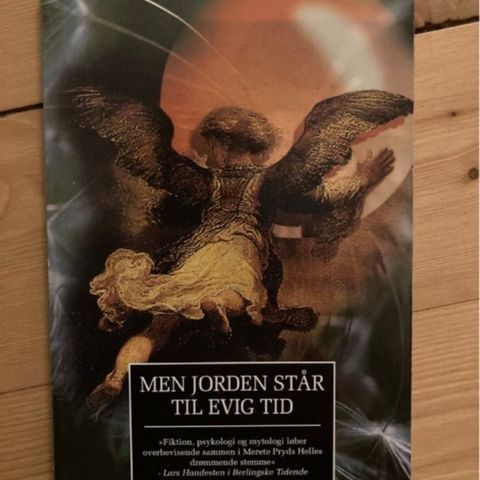 MEN JORDEN STÅR
TIL EVIG TID
»Fiktion, psykologi og mytologi løber
overbevisende sammen i Merete Pryds Helles
drømmende stemme«
- Lars Handesten i Berlingske Tidende